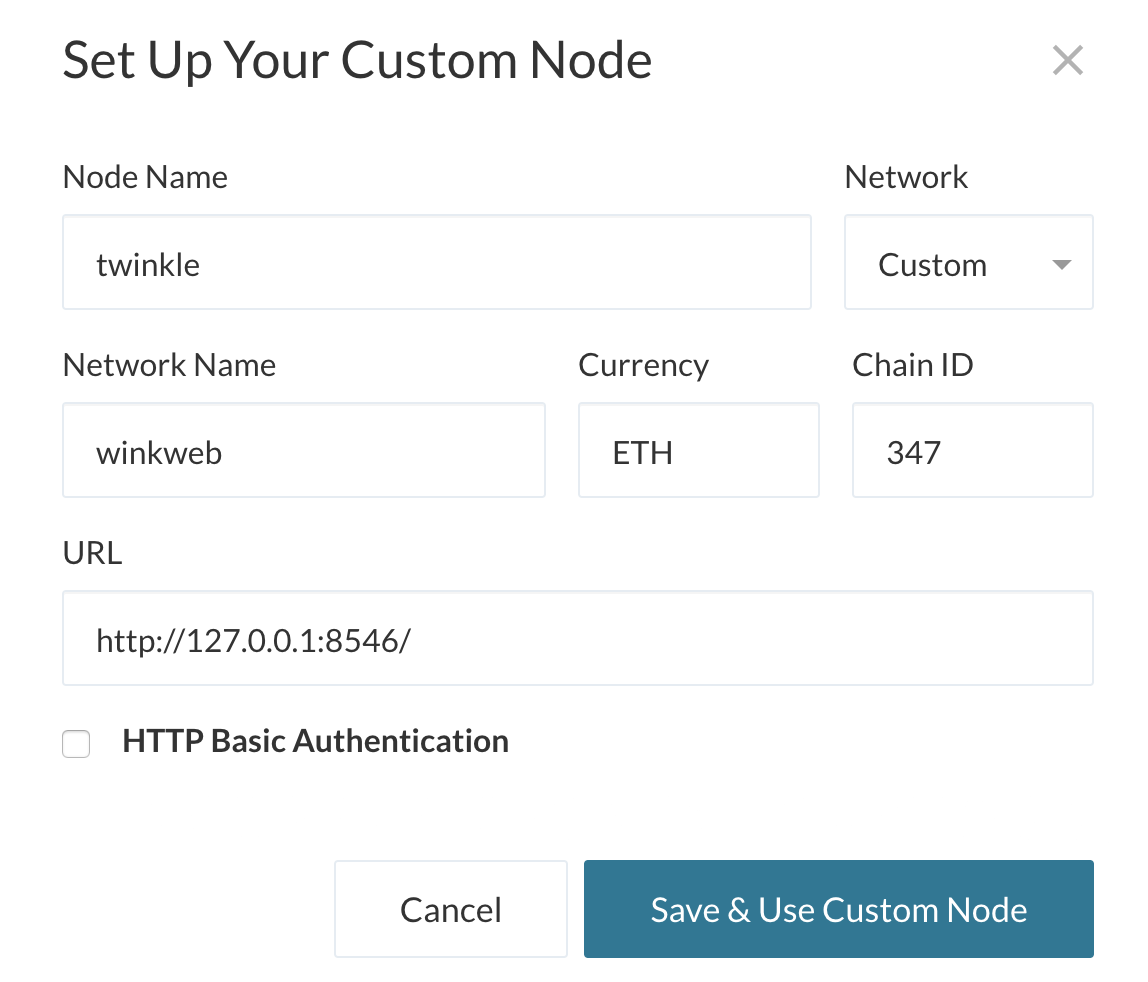 Set Up Your Custom Node
Node Name
Network
twinkle
Custom
Network Name
Currency
Chain ID
winkweb
ETH
347
URL
http://127.0.0.1:8546/
HTTP Basic Authentication
Cancel
Save & Use Custom Node